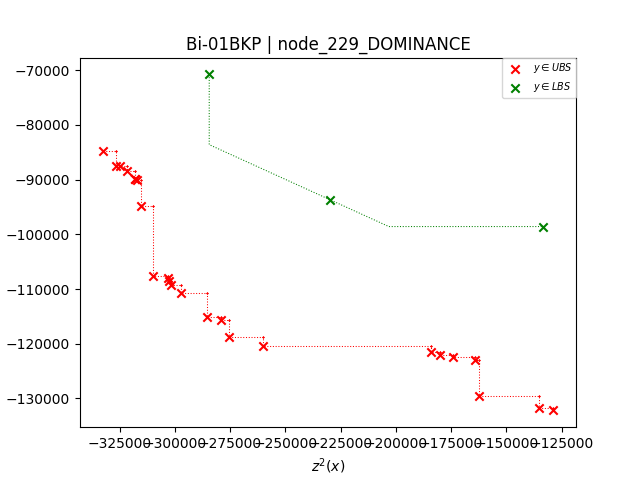 Bi-01BKP | node_229_DOMINANCE
y ∈ UBS
y ∈ LBS
−70000
−80000
−90000
−100000
−110000
−120000
−130000
−325000 −300000 −275000 −250000 −225000 −200000 −175000 −150000 −125000
z²(x)